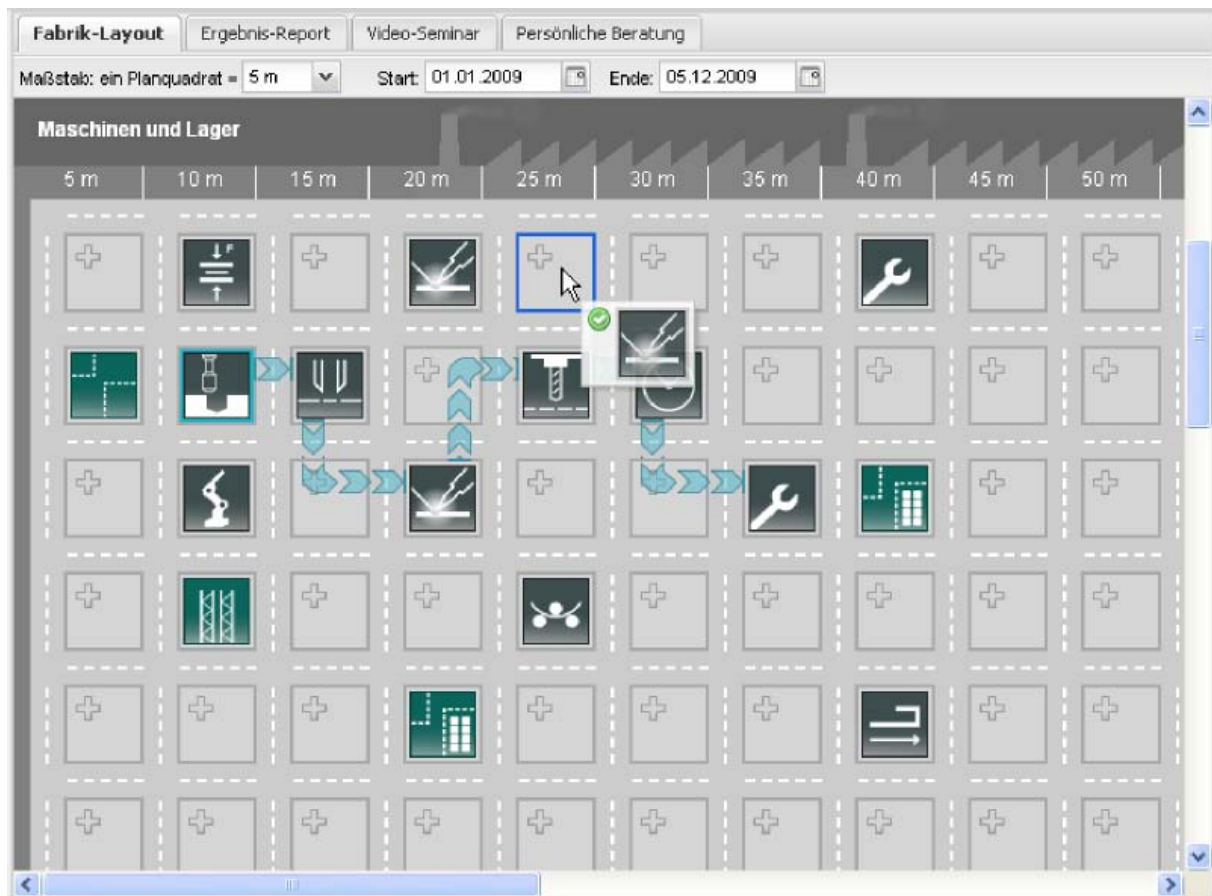 Fabrik-Layout Ergebnis-Report Video-Seminar Persönliche Beratung
Maßstab: ein Planquadrat = 5 m Start: 01.01.2009 Ende: 05.12.2009
Maschinen und Lager
5 m 10 m 15 m 20 m 25 m 30 m 35 m 40 m 45 m 50 m
F